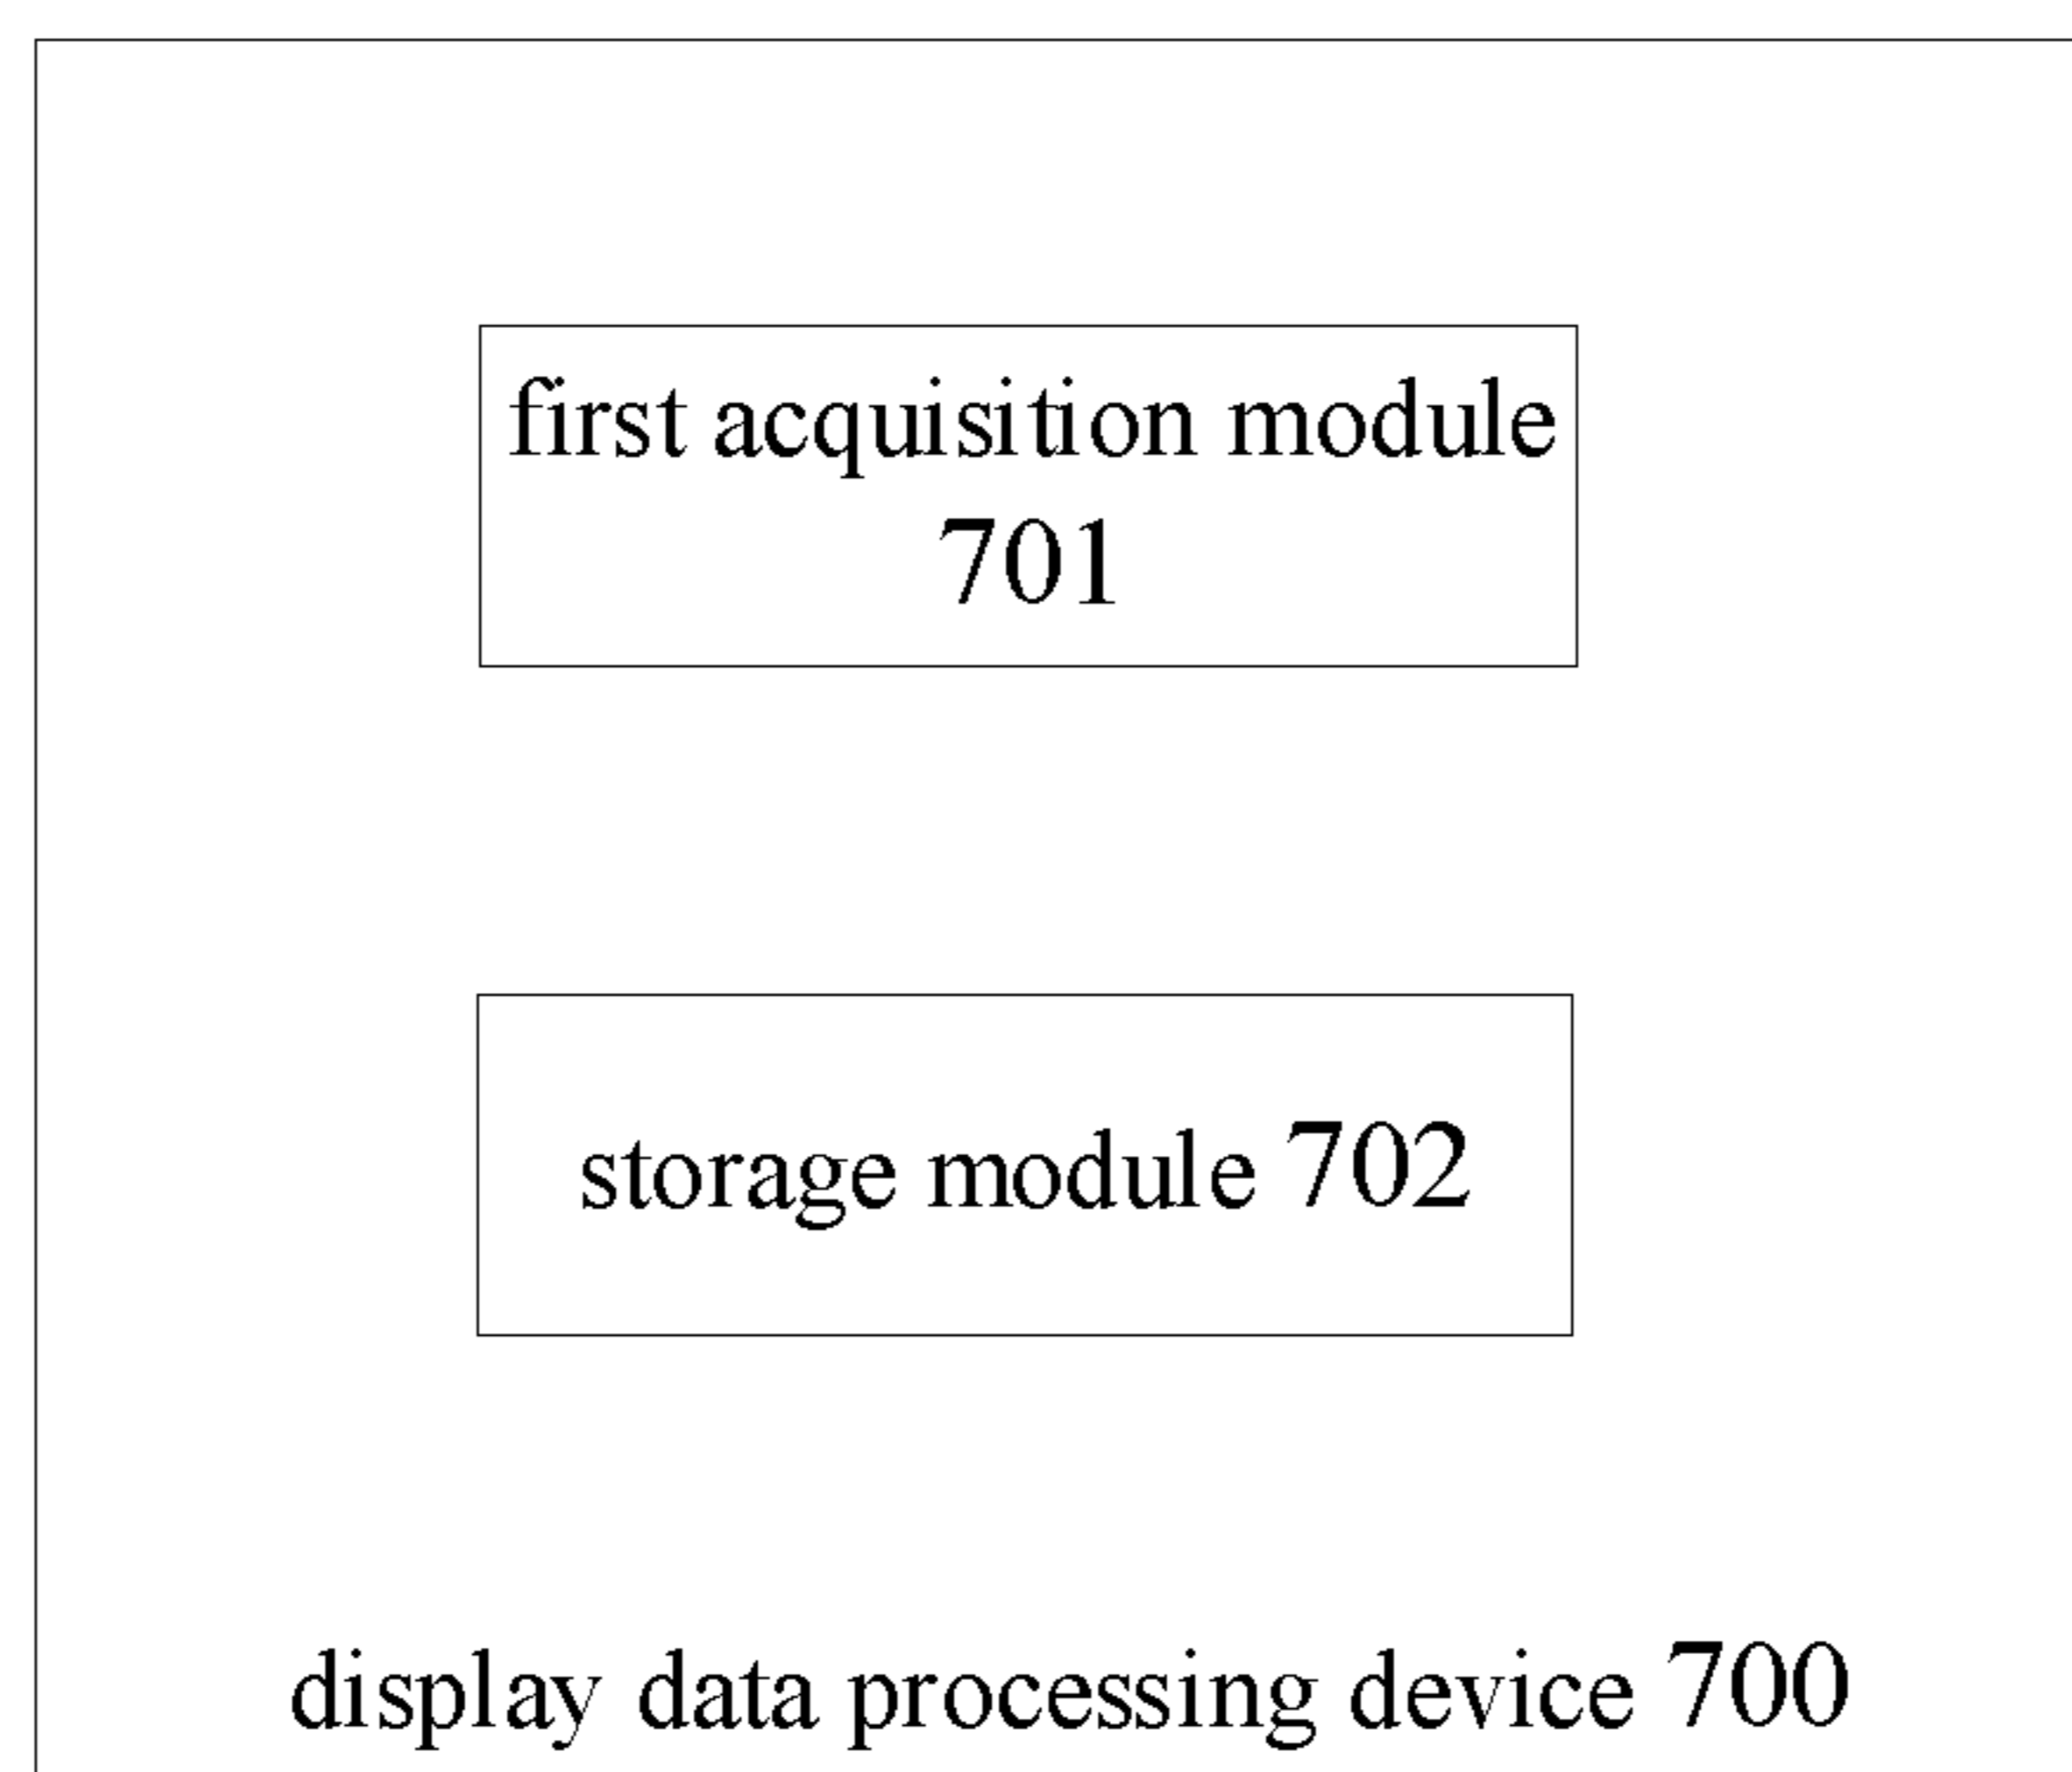 first acquisition module
701
storage module 702
display data processing device 700